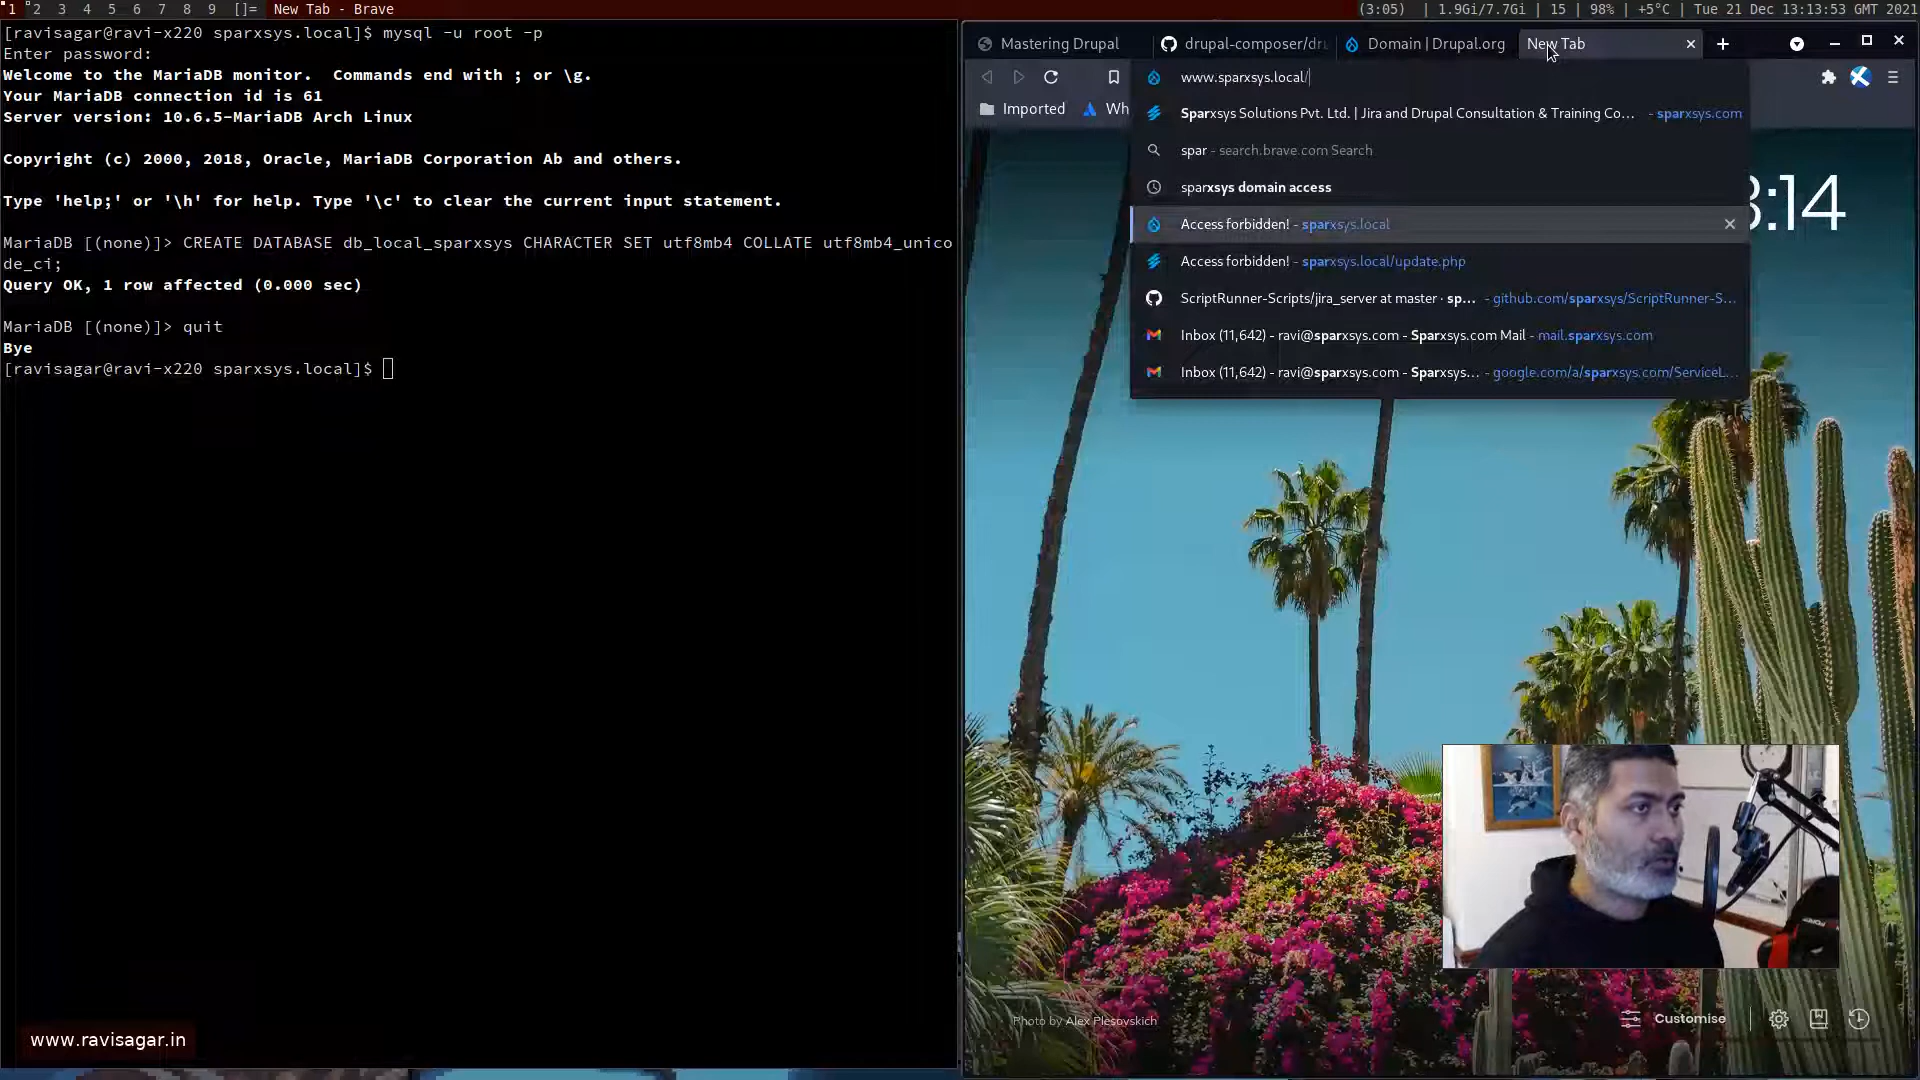 1 2 3 4 5 6 7 8 9 []= New Tab - Brave
(3:05) | 1.9Gi/7.7Gi | 15 | 98% | +5°C | Tue 21 Dec 13:13:53 GMT 2021
[ravisagar@ravi-x220 sparxsys.local]$ mysql -u root -p
Enter password:
Welcome to the MariaDB monitor.  Commands end with ; or \g.
Your MariaDB connection id is 61
Server version: 10.6.5-MariaDB Arch Linux
Copyright (c) 2000, 2018, Oracle, MariaDB Corporation Ab and others.
Type 'help;' or '\h' for help. Type '\c' to clear the current input statement.
MariaDB [(none)]> CREATE DATABASE db_local_sparxsys CHARACTER SET utf8mb4 COLLATE utf8mb4_unico
de_ci;
Query OK, 1 row affected (0.000 sec)
MariaDB [(none)]> quit
Bye
[ravisagar@ravi-x220 sparxsys.local]$
www.ravisagar.in
Mastering Drupal drupal-composer/dru Domain | Drupal.org New Tab
www.sparxsys.local/
Imported Wh
Sparxsys Solutions Pvt. Ltd. | Jira and Drupal Consultation & Training Co... - sparxsys.com
spar - search.brave.com Search
sparxsys domain access
Access forbidden! - sparxsys.local
Access forbidden! - sparxsys.local/update.php
ScriptRunner-Scripts/jira_server at master · sp... - github.com/sparxsys/ScriptRunner-S...
Inbox (11,642) - ravi@sparxsys.com - Sparxsys.com Mail - mail.sparxsys.com
Inbox (11,642) - ravi@sparxsys.com - Sparxsys... - google.com/a/sparxsys.com/ServiceL...
3:14
Photo by Alex Plesovskich
Customise